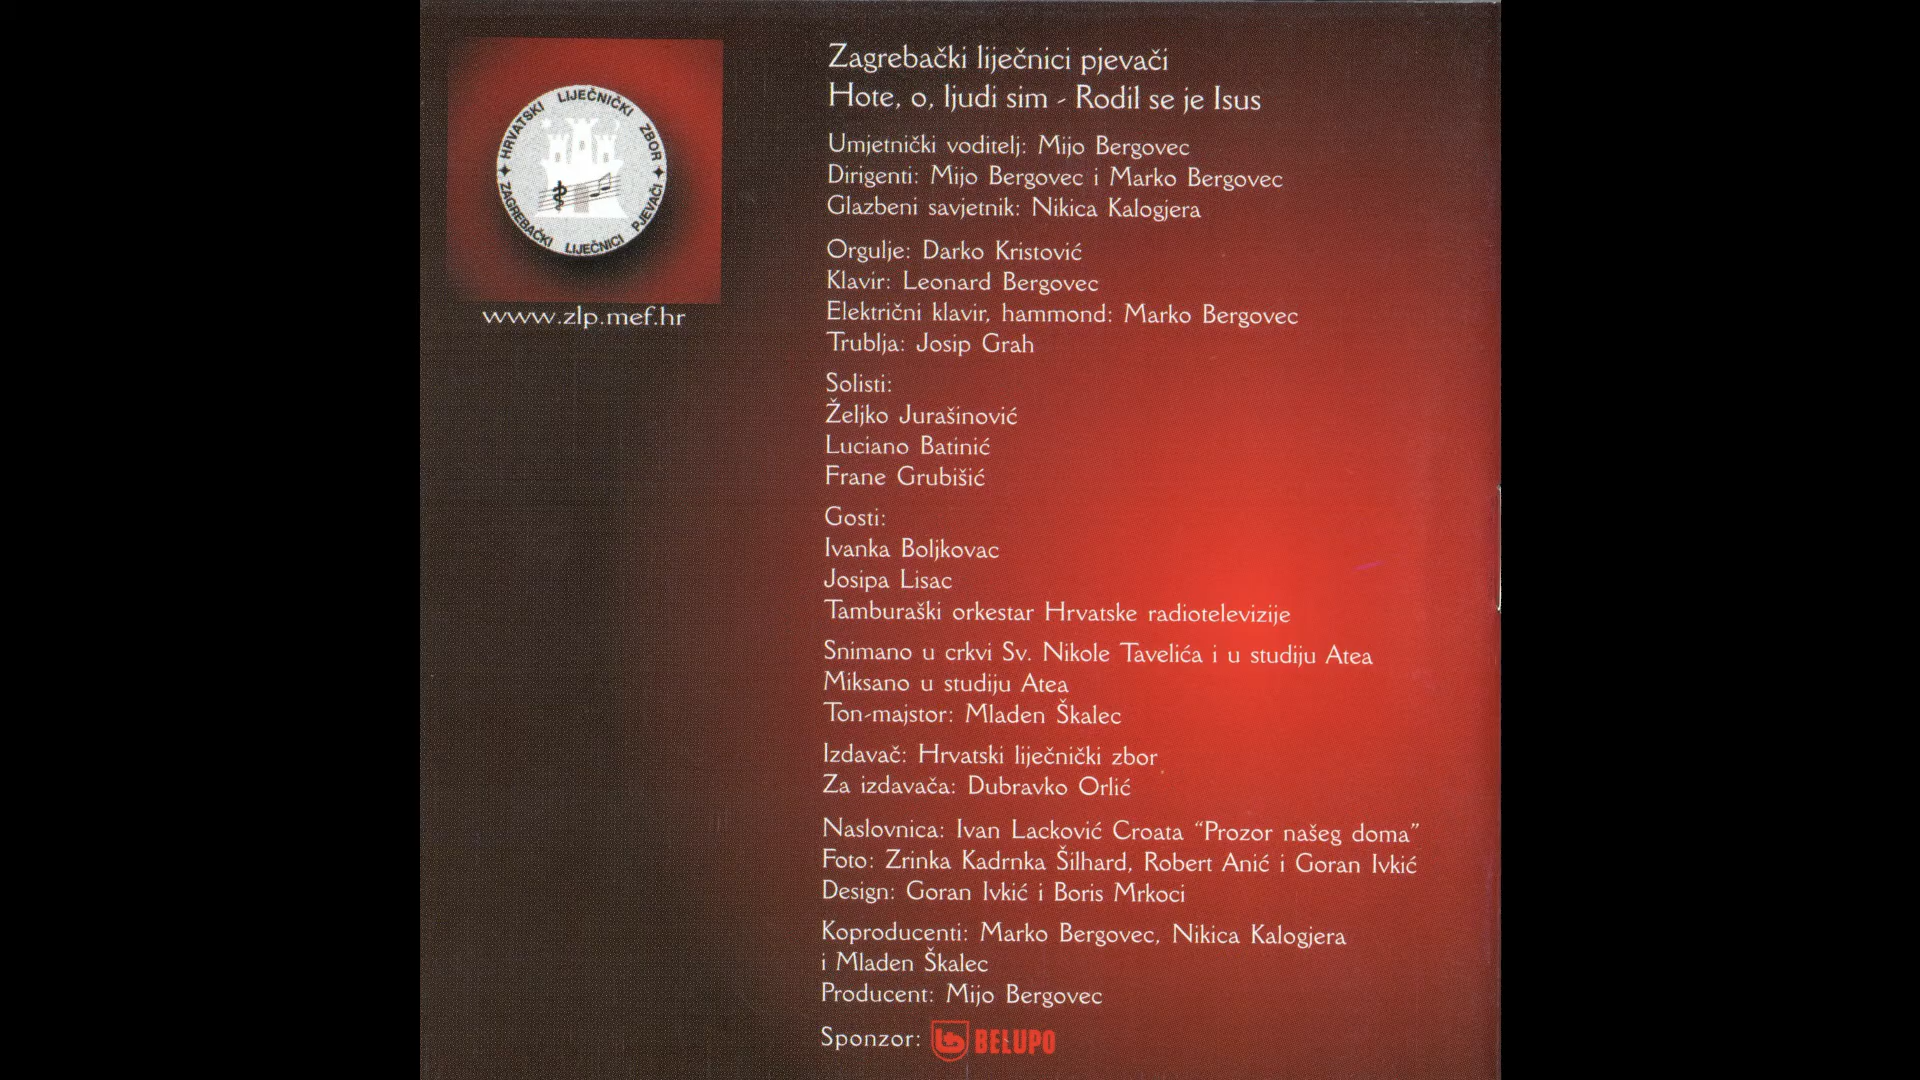 HRVATSKI LIJEČNIČKI ZBOR
ZAGREBAČKI LIJEČNICI PJEVAČI
www.zlp.mef.hr
Zagrebački liječnici pjevači
Hote, o, ljudi sim - Rodil se je Isus
Umjetnički voditelj: Mijo Bergovec
Dirigenti: Mijo Bergovec i Marko Bergovec
Glazbeni savjetnik: Nikica Kalogjera
Orgulje: Darko Kristović
Klavir: Leonard Bergovec
Električni klavir, hammond: Marko Bergovec
Trublja: Josip Grah
Solisti:
Željko Jurašinović
Luciano Batinić
Frane Grubišić
Gosti:
Ivanka Boljkovac
Josipa Lisac
Tamburaški orkestar Hrvatske radiotelevizije
Snimano u crkvi Sv. Nikole Tavelića i u studiju Atea
Miksano u studiju Atea
Ton-majstor: Mladen Škalec
Izdavač: Hrvatski liječnički zbor
Za izdavača: Dubravko Orlić
Naslovnica: Ivan Lacković Croata “Prozor našeg doma”
Foto: Zrinka Kadrnka Šilhard, Robert Anić i Goran Ivkić
Design: Goran Ivkić i Boris Mrkoci
Koproducenti: Marko Bergovec, Nikica Kalogjera
i Mladen Škalec
Producent: Mijo Bergovec
Sponzor: BELUPO